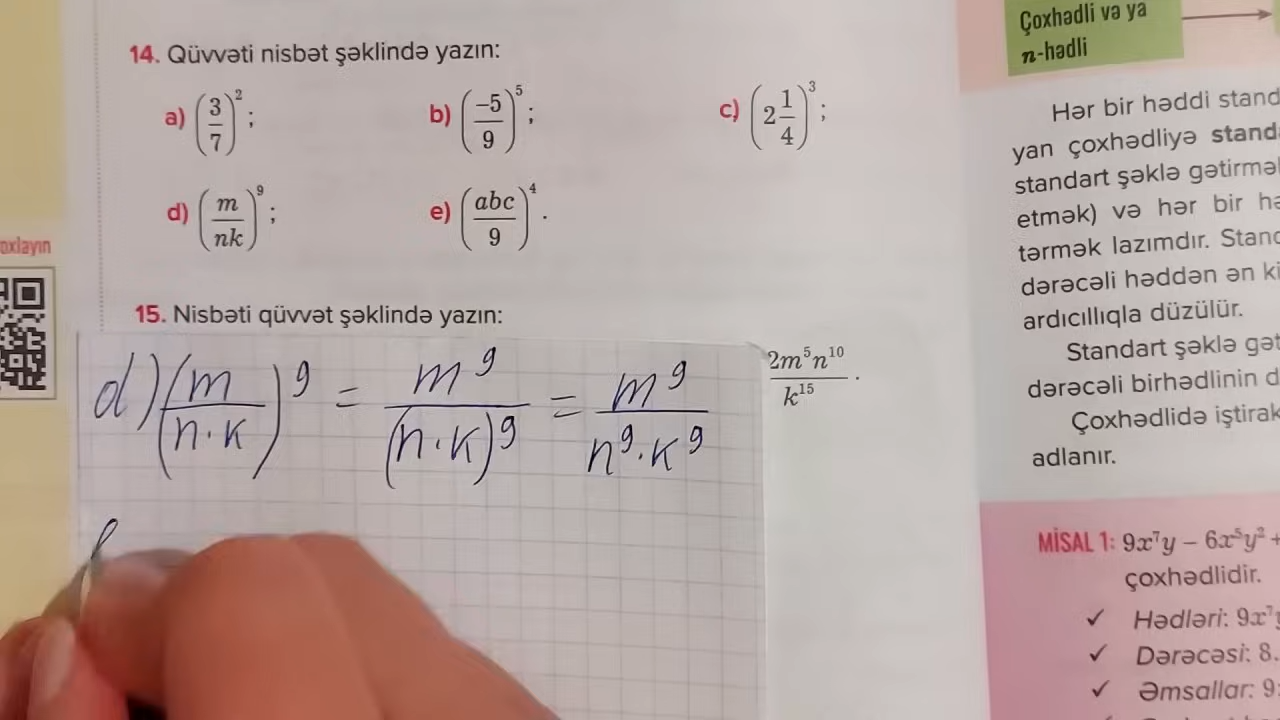 14. Qüvvəti nisbət şəklində yazın:
a) (3/7)²;
b) (–5/9)⁵;
c) (2 1/4)³;
d) (m/nk)⁹;
e) (abc/9)⁴.
oxlayın
15. Nisbəti qüvvət şəklində yazın:
2m⁵n¹⁰/k¹⁵.
d) (m/n·k)⁹ = m⁹/(n·k)⁹ = m⁹/n⁹·k⁹
Çoxhədli və ya
n-hədli
Hər bir həddi stand
yan çoxhədliyə stand
standart şəklə gətirmə
etmək) və hər bir hə
tərmək lazımdır. Stand
dərəcəli həddən ən ki
ardıcıllıqla düzülür.
Standart şəklə gət
dərəcəli birhədlinin d
Çoxhədlidə iştirak
adlanır.
MİSAL 1: 9x⁷y – 6x⁵y² +
çoxhədlidir.
✓ Hədləri: 9x⁷y
✓ Dərəcəsi: 8.
✓ Əmsallar: 9;